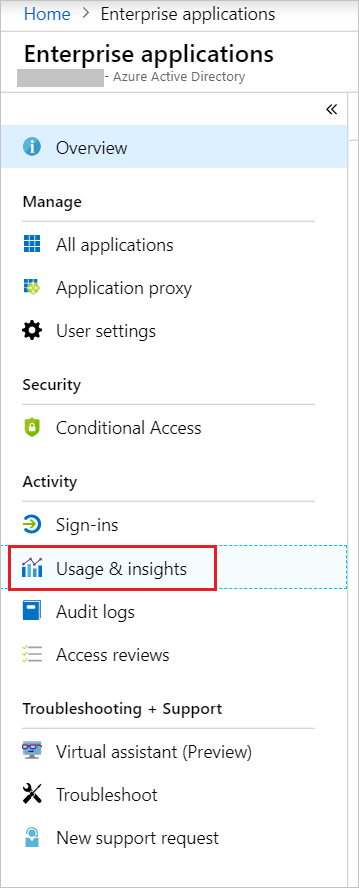 Home > Enterprise applications
Enterprise applications
- Azure Active Directory
«
Overview
Manage
All applications
Application proxy
User settings
Security
Conditional Access
Activity
Sign-ins
Usage & insights
Audit logs
Access reviews
Troubleshooting + Support
Virtual assistant (Preview)
Troubleshoot
New support request